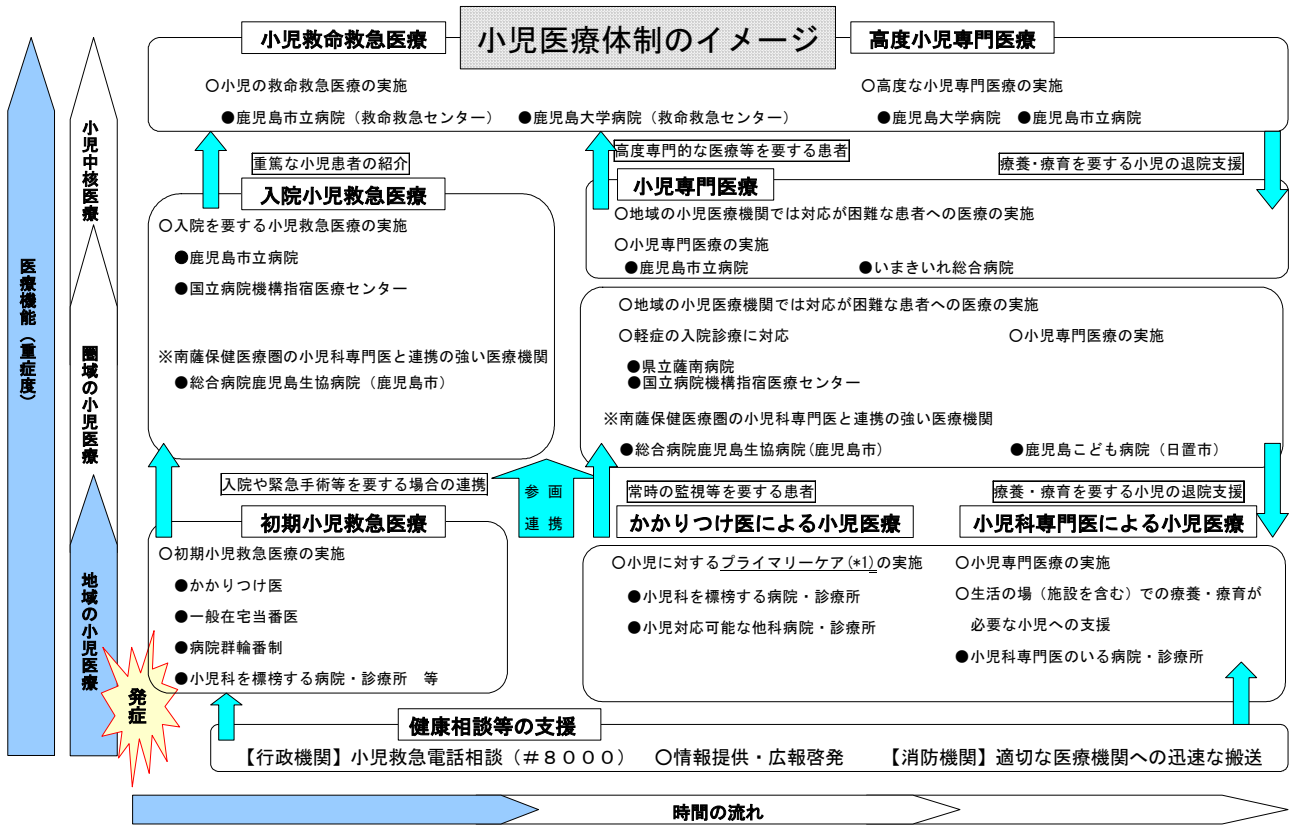 小児医療体制のイメージ
小児救命救急医療
高度小児専門医療
○小児の救命救急医療の実施
●鹿児島市立病院（救命救急センター）　●鹿児島大学病院（救命救急センター）
○高度な小児専門医療の実施
●鹿児島大学病院　●鹿児島市立病院
医療機能（重症度）
小児中核医療
圏域の小児医療
地域の小児医療
重篤な小児患者の紹介
高度専門的な医療等を要する患者
療養・療育を要する小児の退院支援
入院小児救急医療
○入院を要する小児救急医療の実施
●鹿児島市立病院
●国立病院機構指宿医療センター
※南薩保健医療圏の小児科専門医と連携の強い医療機関
●総合病院鹿児島生協病院（鹿児島市）
小児専門医療
○地域の小児医療機関では対応が困難な患者への医療の実施
○小児専門医療の実施
●鹿児島市立病院　●いまきいれ総合病院
○地域の小児医療機関では対応が困難な患者への医療の実施
○軽症の入院診療に対応　○小児専門医療の実施
●県立薩南病院
●国立病院機構指宿医療センター
※南薩保健医療圏の小児科専門医と連携の強い医療機関
●総合病院鹿児島生協病院(鹿児島市）　●鹿児島こども病院（日置市）
入院や緊急手術等を要する場合の連携
参画
連携
常時の監視等を要する患者
療養・療育を要する小児の退院支援
初期小児救急医療
○初期小児救急医療の実施
●かかりつけ医
●一般在宅当番医
●病院群輪番制
●小児科を標榜する病院・診療所　等
かかりつけ医による小児医療
○小児に対するプライマリーケア(*1)の実施
●小児科を標榜する病院・診療所
●小児対応可能な他科病院・診療所
小児科専門医による小児医療
○小児専門医療の実施
○生活の場（施設を含む）での療養・療育が
必要な小児への支援
●小児科専門医のいる病院・診療所
発症
健康相談等の支援
【行政機関】小児救急電話相談（＃８０００）　○情報提供・広報啓発　【消防機関】適切な医療機関への迅速な搬送
時間の流れ